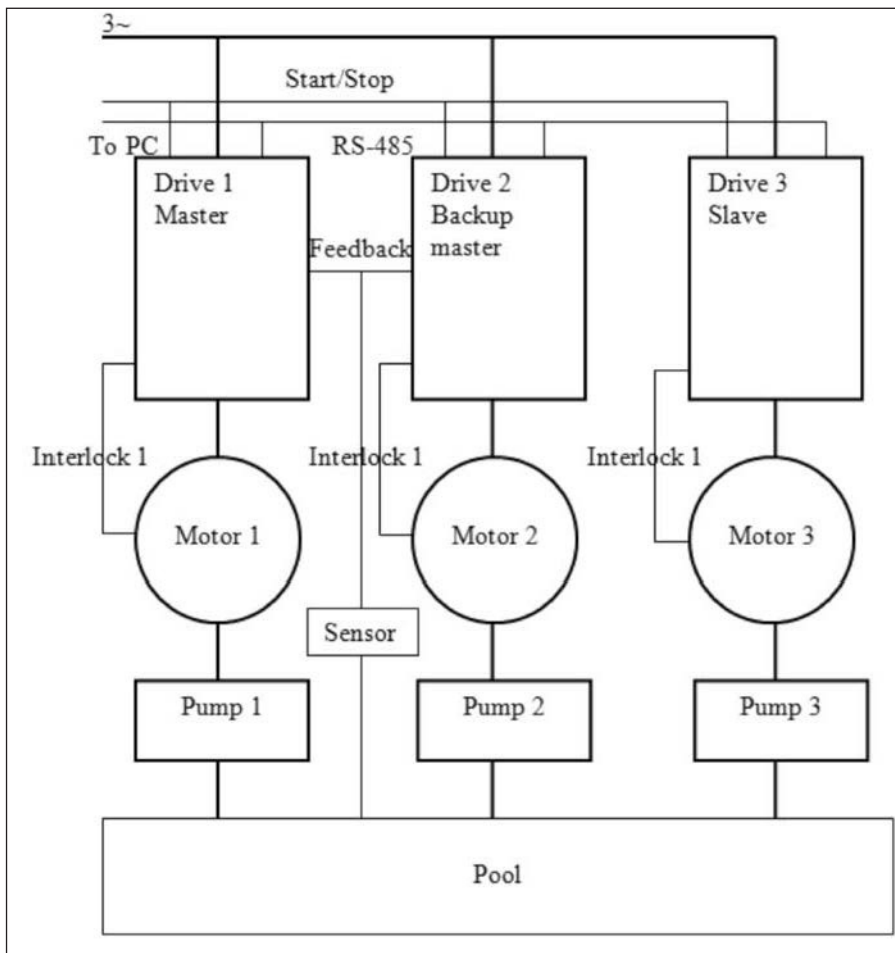 3~
Start/Stop
To PC
RS-485
Drive 1
Master
Drive 2
Backup
master
Drive 3
Slave
Feedback
Interlock 1
Interlock 1
Interlock 1
Motor 1
Motor 2
Motor 3
Sensor
Pump 1
Pump 2
Pump 3
Pool